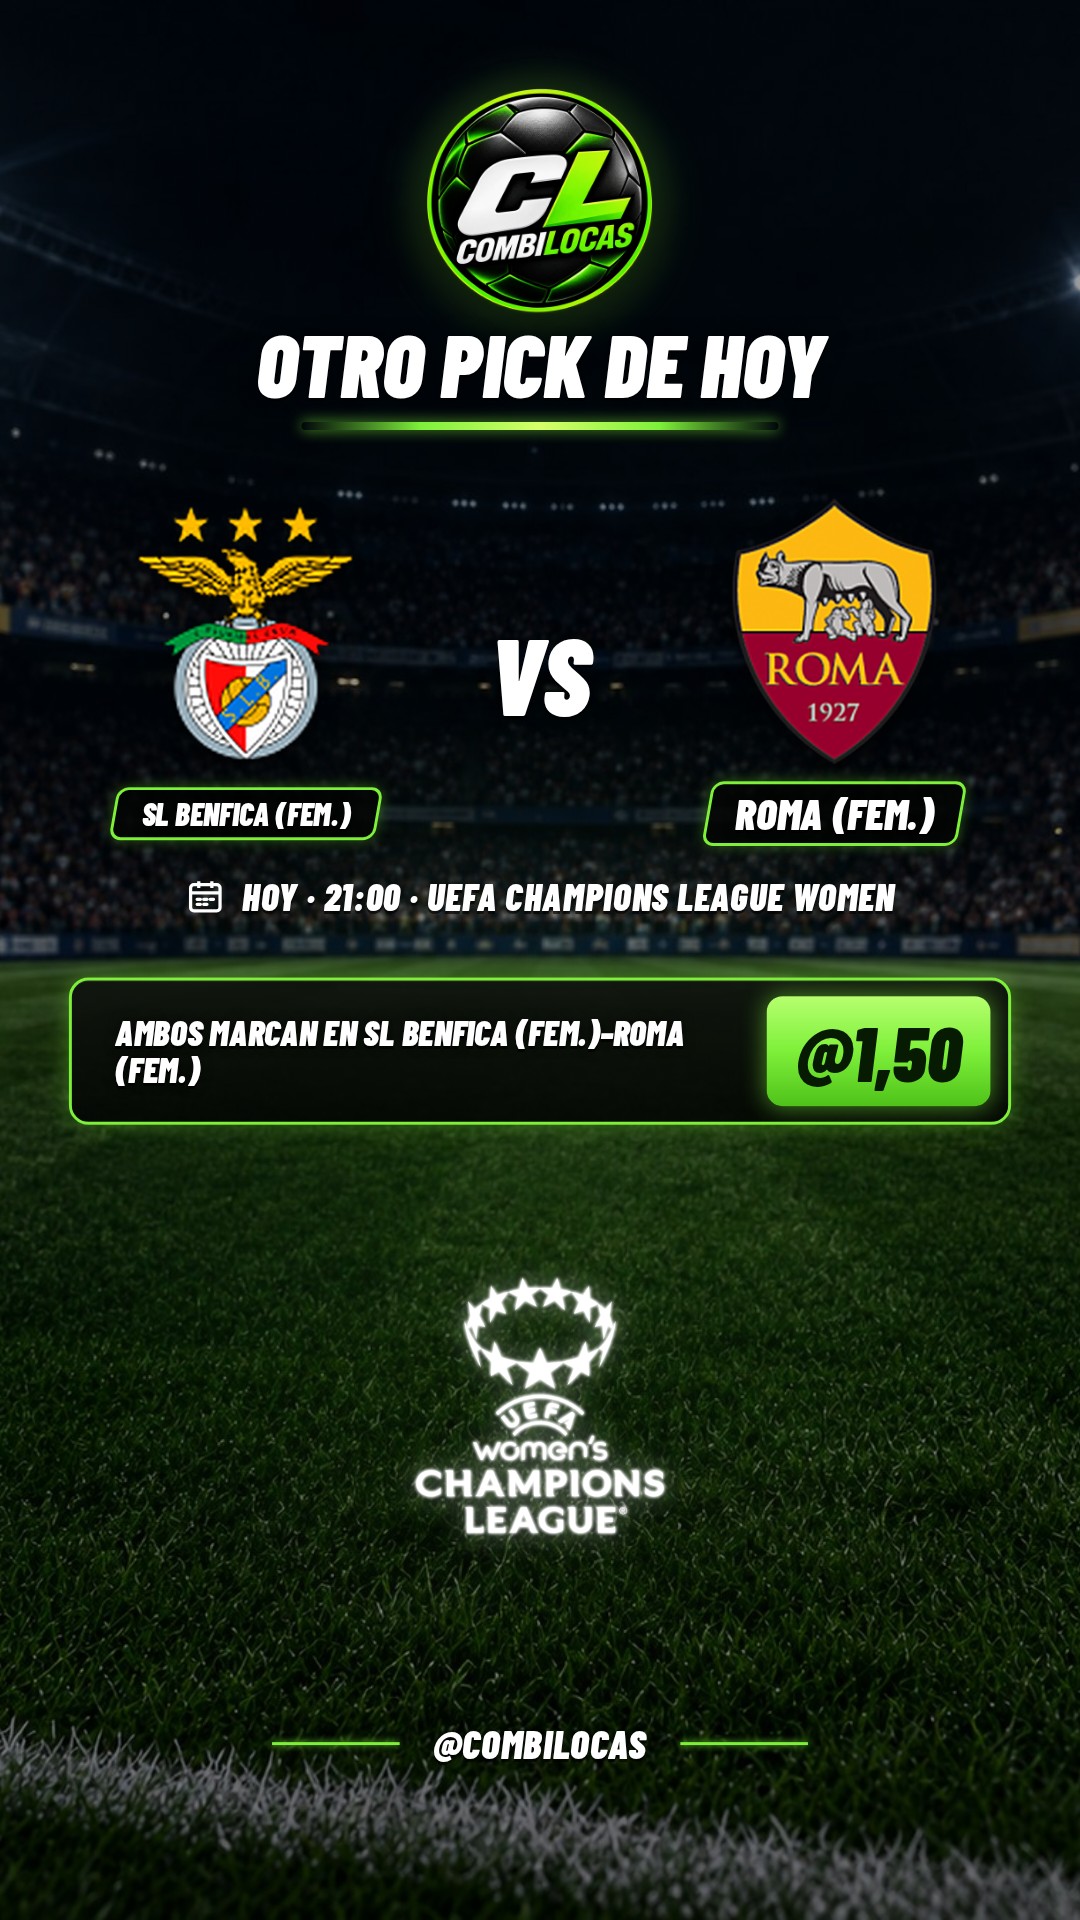 CL
COMBILOCAS
OTRO PICK DE HOY
VS
ROMA
1927
SL BENFICA (FEM.)
ROMA (FEM.)
HOY · 21:00 · UEFA CHAMPIONS LEAGUE WOMEN
AMBOS MARCAN EN SL BENFICA (FEM.)-ROMA
(FEM.)
@1,50
UEFA
women's
CHAMPIONS
LEAGUE®
@COMBILOCAS